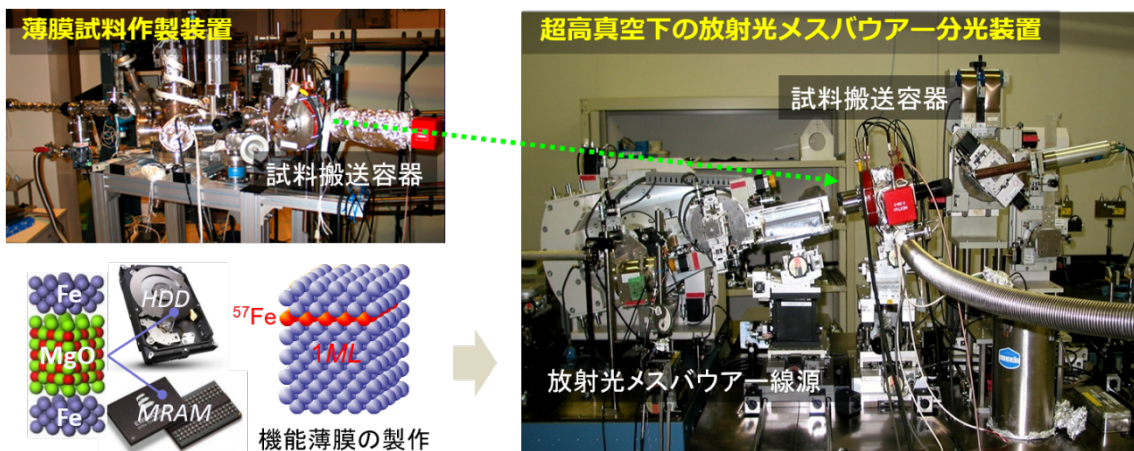 薄膜試料作製装置
試料搬送容器
超高真空下の放射光メスバウアー分光装置
試料搬送容器
放射光メスバウアー線源
Fe
MgO
Fe
HDD
MRAM
⁵⁷Fe
1ML
機能薄膜の製作